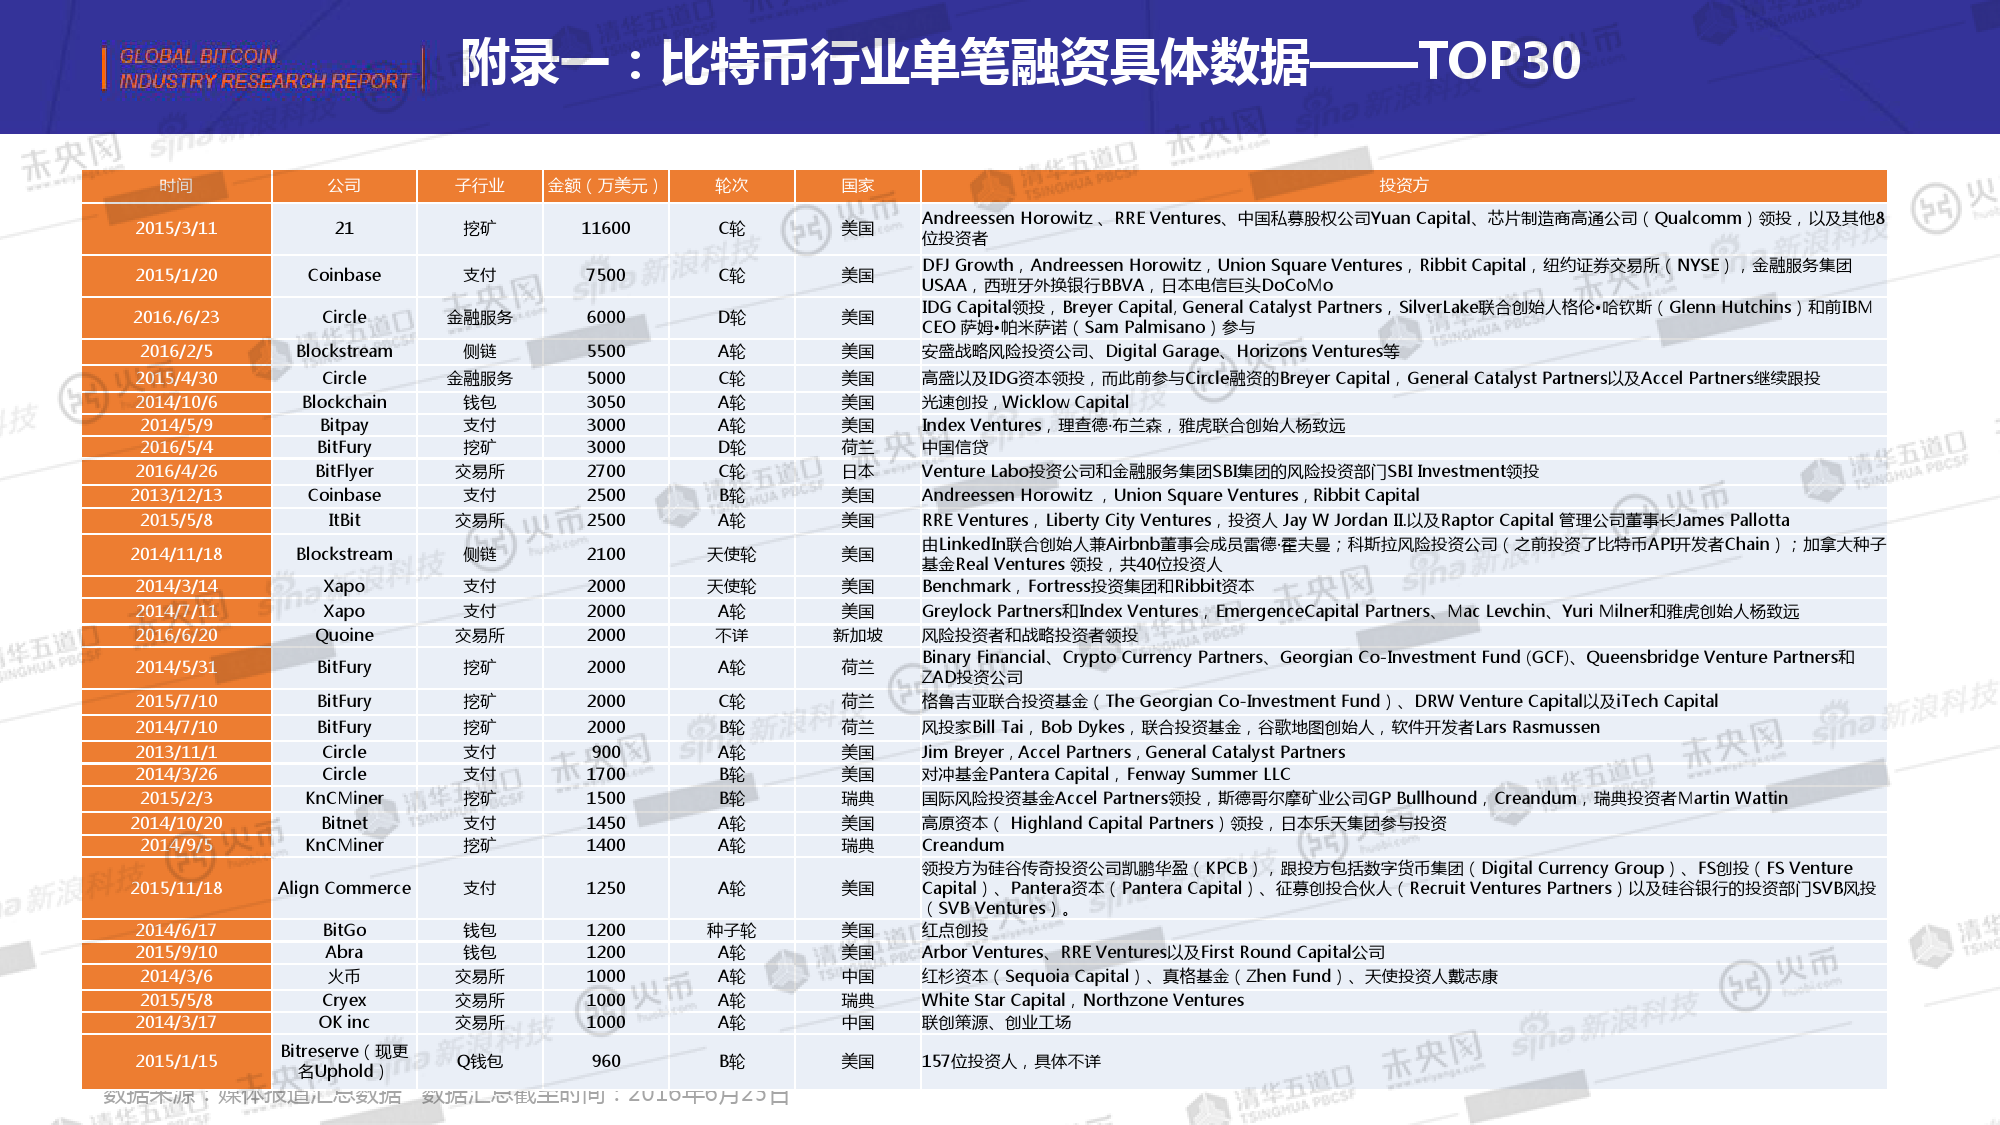 GLOBAL BITCOIN
INDUSTRY RESEARCH REPORT
附录一：比特币行业单笔融资具体数据——TOP30
时间 公司 子行业 金额（万美元） 轮次 国家 投资方
2015/3/11 21 挖矿 11600 C轮 美国 Andreessen Horowitz 、RRE Ventures、中国私募股权公司Yuan Capital、芯片制造商高通公司（Qualcomm）领投，以及其他8
位投资者
2015/1/20 Coinbase 支付 7500 C轮 美国 DFJ Growth，Andreessen Horowitz，Union Square Ventures，Ribbit Capital，纽约证券交易所（NYSE），金融服务集团
USAA，西班牙外换银行BBVA，日本电信巨头DoCoMo
2016./6/23 Circle 金融服务 6000 D轮 美国 IDG Capital领投，Breyer Capital, General Catalyst Partners，SilverLake联合创始人格伦•哈钦斯（Glenn Hutchins）和前IBM
CEO 萨姆•帕米萨诺（Sam Palmisano）参与
2016/2/5 Blockstream 侧链 5500 A轮 美国 安盛战略风险投资公司、Digital Garage、Horizons Ventures等
2015/4/30 Circle 金融服务 5000 C轮 美国 高盛以及IDG资本领投，而此前参与Circle融资的Breyer Capital，General Catalyst Partners以及Accel Partners继续跟投
2014/10/6 Blockchain 钱包 3050 A轮 美国 光速创投，Wicklow Capital
2014/5/9 Bitpay 支付 3000 A轮 美国 Index Ventures，理查德·布兰森，雅虎联合创始人杨致远
2016/5/4 BitFury 挖矿 3000 D轮 荷兰 中国信贷
2016/4/26 BitFlyer 交易所 2700 C轮 日本 Venture Labo投资公司和金融服务集团SBI集团的风险投资部门SBI Investment领投
2013/12/13 Coinbase 支付 2500 B轮 美国 Andreessen Horowitz ，Union Square Ventures，Ribbit Capital
2015/5/8 ItBit 交易所 2500 A轮 美国 RRE Ventures，Liberty City Ventures，投资人 Jay W Jordan II.以及Raptor Capital 管理公司董事长James Pallotta
2014/11/18 Blockstream 侧链 2100 天使轮 美国 由LinkedIn联合创始人兼Airbnb董事会成员雷德·霍夫曼；科斯拉风险投资公司（之前投资了比特币API开发者Chain）；加拿大种子
基金Real Ventures 领投，共40位投资人
2014/3/14 Xapo 支付 2000 天使轮 美国 Benchmark，Fortress投资集团和Ribbit资本
2014/7/11 Xapo 支付 2000 A轮 美国 Greylock Partners和Index Ventures，EmergenceCapital Partners、Mac Levchin、Yuri Milner和雅虎创始人杨致远
2016/6/20 Quoine 交易所 2000 不详 新加坡 风险投资者和战略投资者领投
2014/5/31 BitFury 挖矿 2000 A轮 荷兰 Binary Financial、Crypto Currency Partners、Georgian Co-Investment Fund (GCF)、Queensbridge Venture Partners和
ZAD投资公司
2015/7/10 BitFury 挖矿 2000 C轮 荷兰 格鲁吉亚联合投资基金（The Georgian Co-Investment Fund）、DRW Venture Capital以及iTech Capital
2014/7/10 BitFury 挖矿 2000 B轮 荷兰 风投家Bill Tai，Bob Dykes，联合投资基金，谷歌地图创始人，软件开发者Lars Rasmussen
2013/11/1 Circle 支付 900 A轮 美国 Jim Breyer，Accel Partners，General Catalyst Partners
2014/3/26 Circle 支付 1700 B轮 美国 对冲基金Pantera Capital，Fenway Summer LLC
2015/2/3 KnCMiner 挖矿 1500 B轮 瑞典 国际风险投资基金Accel Partners领投，斯德哥尔摩矿业公司GP Bullhound，Creandum，瑞典投资者Martin Wattin
2014/10/20 Bitnet 支付 1450 A轮 美国 高原资本（ Highland Capital Partners）领投，日本乐天集团参与投资
2014/9/5 KnCMiner 挖矿 1400 A轮 瑞典 Creandum
2015/11/18 Align Commerce 支付 1250 A轮 美国 领投方为硅谷传奇投资公司凯鹏华盈（KPCB），跟投方包括数字货币集团（Digital Currency Group）、FS创投（FS Venture
Capital）、Pantera资本（Pantera Capital）、征募创投合伙人（Recruit Ventures Partners）以及硅谷银行的投资部门SVB风投
（SVB Ventures）。
2014/6/17 BitGo 钱包 1200 种子轮 美国 红点创投
2015/9/10 Abra 钱包 1200 A轮 美国 Arbor Ventures、RRE Ventures以及First Round Capital公司
2014/3/6 火币 交易所 1000 A轮 中国 红杉资本（Sequoia Capital）、真格基金（Zhen Fund）、天使投资人戴志康
2015/5/8 Cryex 交易所 1000 A轮 瑞典 White Star Capital，Northzone Ventures
2014/3/17 OK inc 交易所 1000 A轮 中国 联创策源、创业工场
2015/1/15 Bitreserve（现更名Uphold） Q钱包 960 B轮 美国 157位投资人，具体不详
数据来源：媒体报道汇总数据 数据汇总截至时间：2016年6月23日